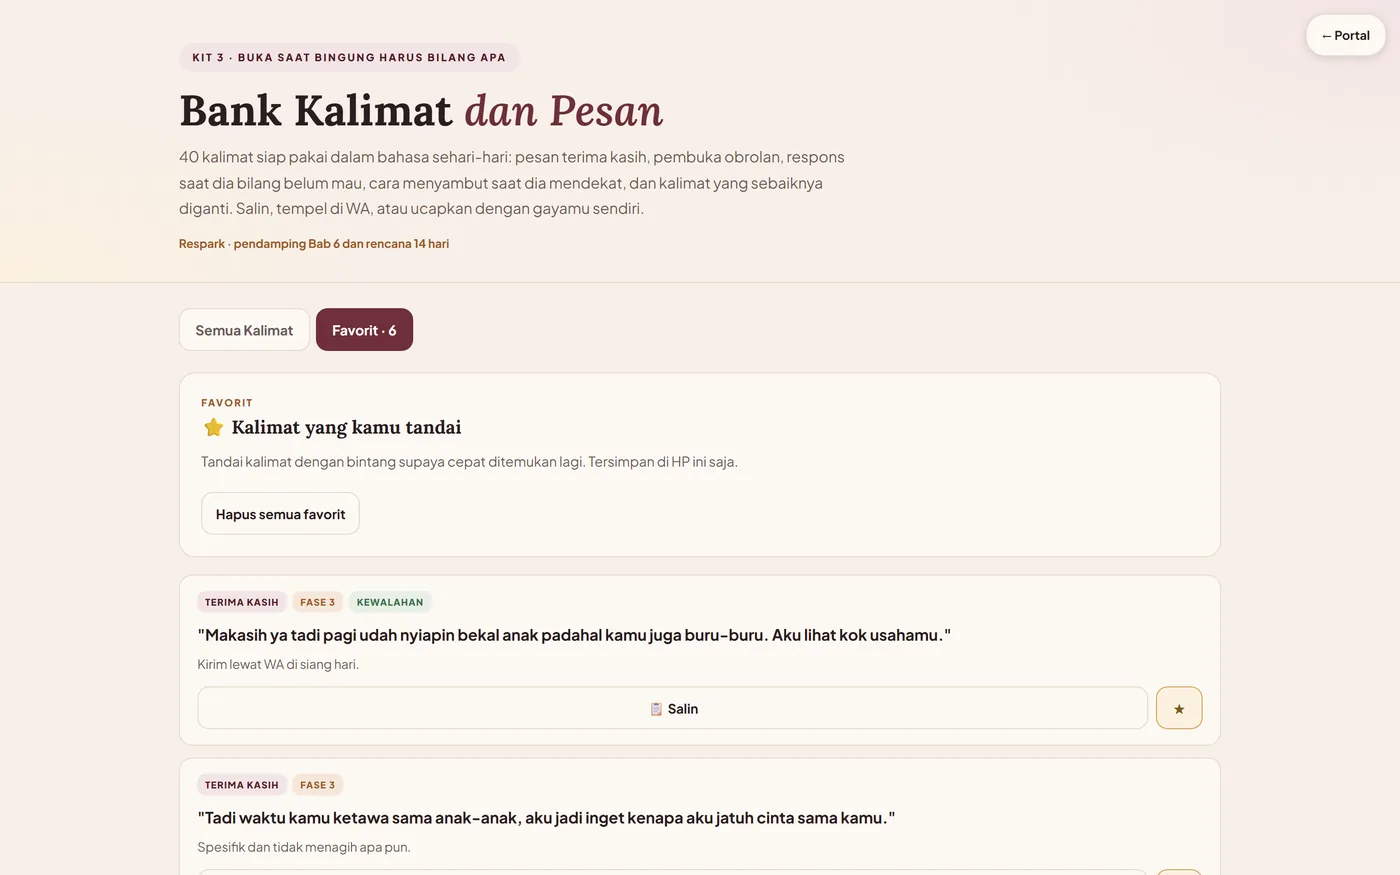 ← Portal
KIT 3 · BUKA SAAT BINGUNG HARUS BILANG APA
Bank Kalimat dan Pesan
40 kalimat siap pakai dalam bahasa sehari-hari: pesan terima kasih, pembuka obrolan, respons
saat dia bilang belum mau, cara menyambut saat dia mendekat, dan kalimat yang sebaiknya
diganti. Salin, tempel di WA, atau ucapkan dengan gayamu sendiri.
Respark · pendamping Bab 6 dan rencana 14 hari
Semua Kalimat
Favorit · 6
FAVORIT
⭐ Kalimat yang kamu tandai
Tandai kalimat dengan bintang supaya cepat ditemukan lagi. Tersimpan di HP ini saja.
Hapus semua favorit
TERIMA KASIH FASE 3 KEWALAHAN
"Makasih ya tadi pagi udah nyiapin bekal anak padahal kamu juga buru-buru. Aku lihat kok usahamu."
Kirim lewat WA di siang hari.
📋 Salin ★
TERIMA KASIH FASE 3
"Tadi waktu kamu ketawa sama anak-anak, aku jadi inget kenapa aku jatuh cinta sama kamu."
Spesifik dan tidak menagih apa pun.